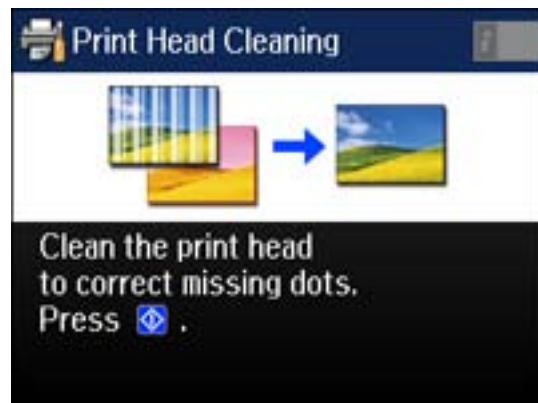 Print Head Cleaning
Clean the print head
to correct missing dots.
Press .